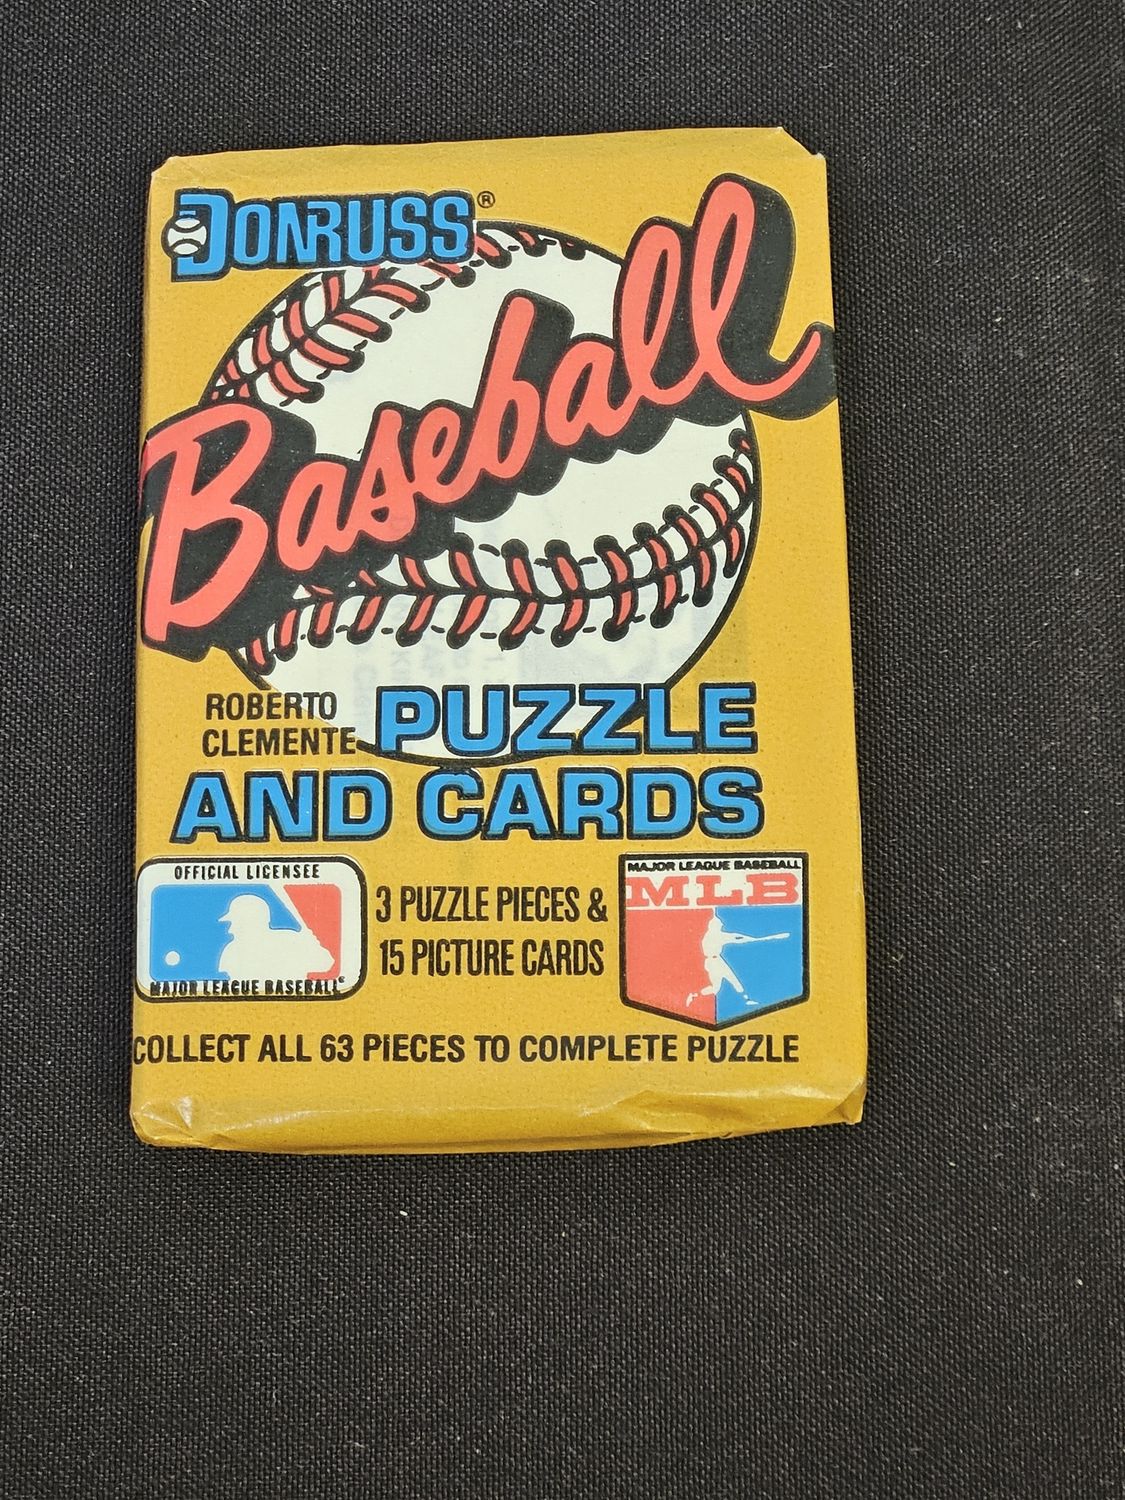 DONRUSS®
Baseball
ROBERTO
CLEMENTE
PUZZLE
AND CARDS
OFFICIAL LICENSEE
MAJOR LEAGUE BASEBALL®
3 PUZZLE PIECES &
15 PICTURE CARDS
MAJOR LEAGUE BASEBALL
MLB
COLLECT ALL 63 PIECES TO COMPLETE PUZZLE